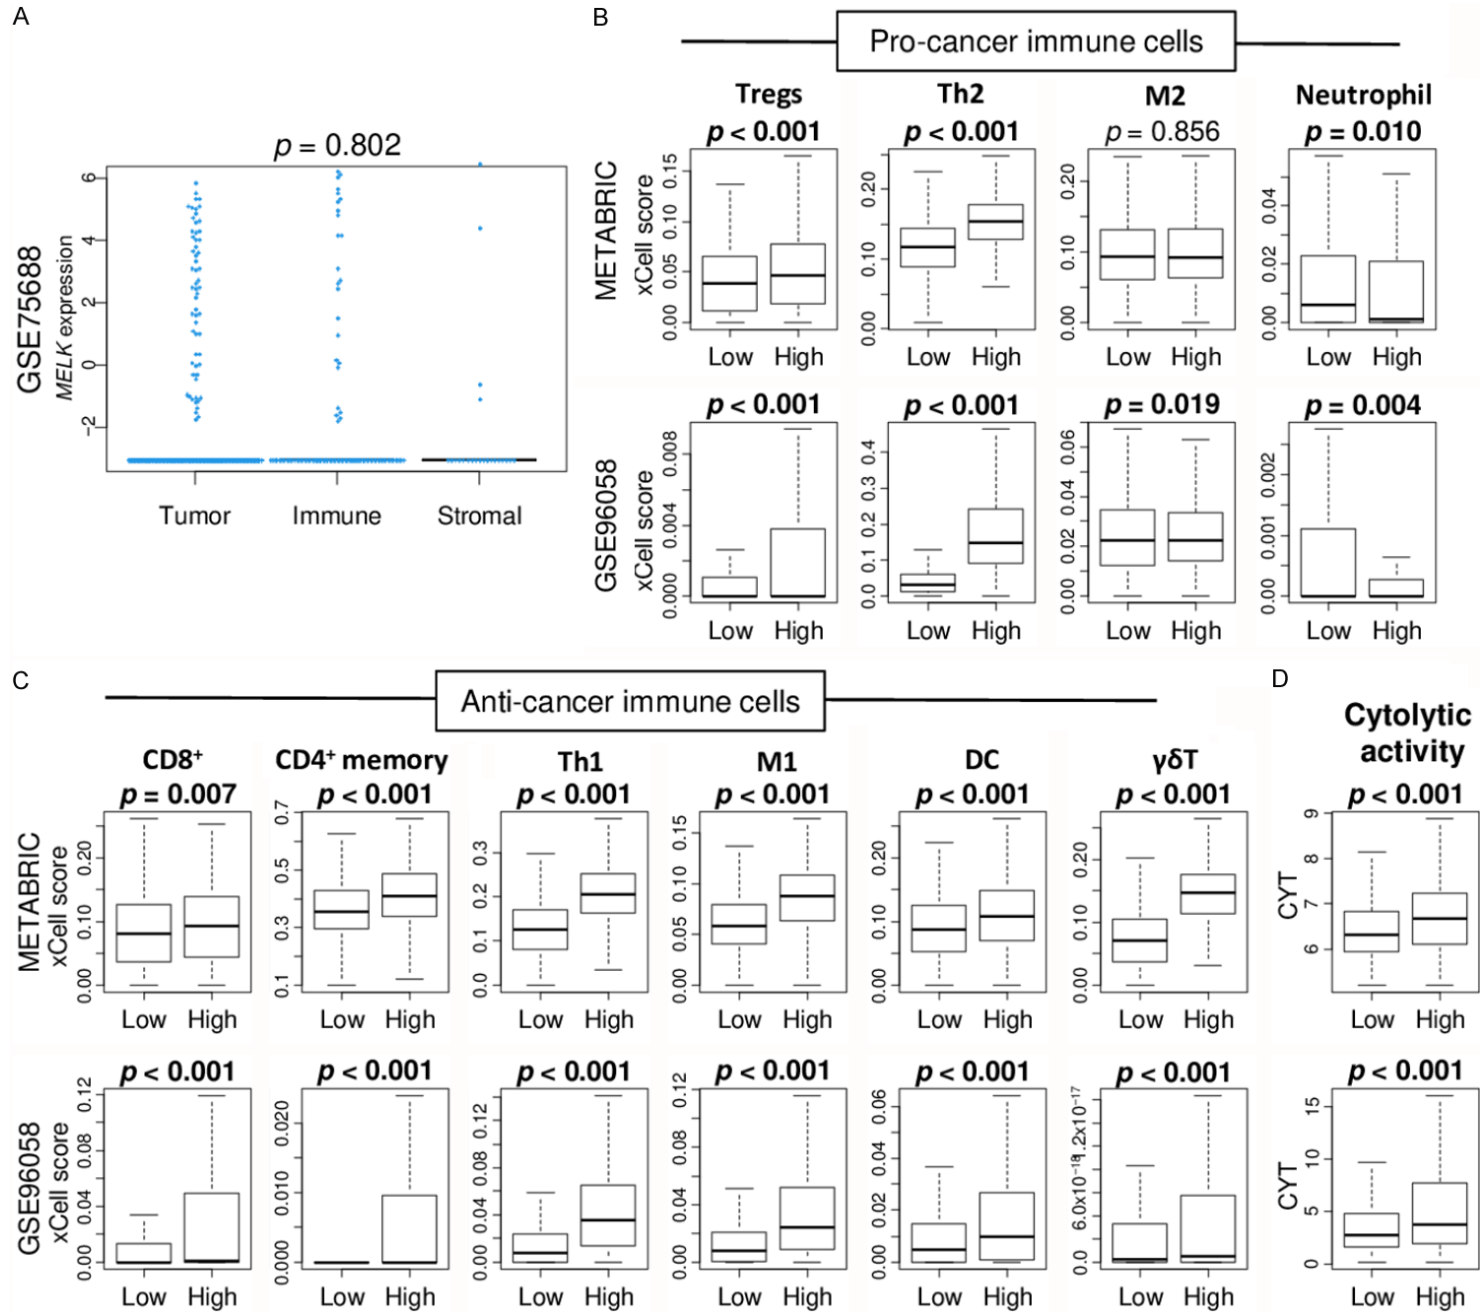 A
p = 0.802
GSE75688
MELK expression
6
4
2
0
−2
Tumor Immune Stromal
B
Pro-cancer immune cells
Tregs Th2 M2 Neutrophil
p < 0.001 p < 0.001 p = 0.856 p = 0.010
METABRIC
xCell score
0.15
0.10
0.05
0.00
0.20
0.10
0.00
0.20
0.10
0.00
0.04
0.02
0.00
Low High Low High Low High Low High
p < 0.001 p < 0.001 p = 0.019 p = 0.004
GSE96058
xCell score
0.008
0.004
0.000
0.4
0.3
0.2
0.1
0.0
0.06
0.04
0.02
0.00
0.002
0.001
0.00
Low High Low High Low High Low High
C
Anti-cancer immune cells
CD8⁺ CD4⁺ memory Th1 M1 DC γδT
p = 0.007 p < 0.001 p < 0.001 p < 0.001 p < 0.001 p < 0.001
METABRIC
xCell score
0.20
0.10
0.00
0.7
0.5
0.3
0.1
0.3
0.2
0.1
0.0
0.15
0.10
0.05
0.00
0.20
0.10
0.00
0.20
0.10
0.00
Low High Low High Low High Low High Low High Low High
p < 0.001 p < 0.001 p < 0.001 p < 0.001 p < 0.001 p < 0.001
GSE96058
xCell score
0.12
0.08
0.04
0.00
0.020
0.010
0.000
0.12
0.08
0.04
0.00
0.12
0.08
0.04
0.00
0.06
0.04
0.02
0.00
1.2x10⁻¹⁷
6.0x10⁻¹⁸
0.0
Low High Low High Low High Low High Low High Low High
D
Cytolytic
activity
p < 0.001
CYT
9
8
7
6
Low High
p < 0.001
CYT
15
10
5
0
Low High